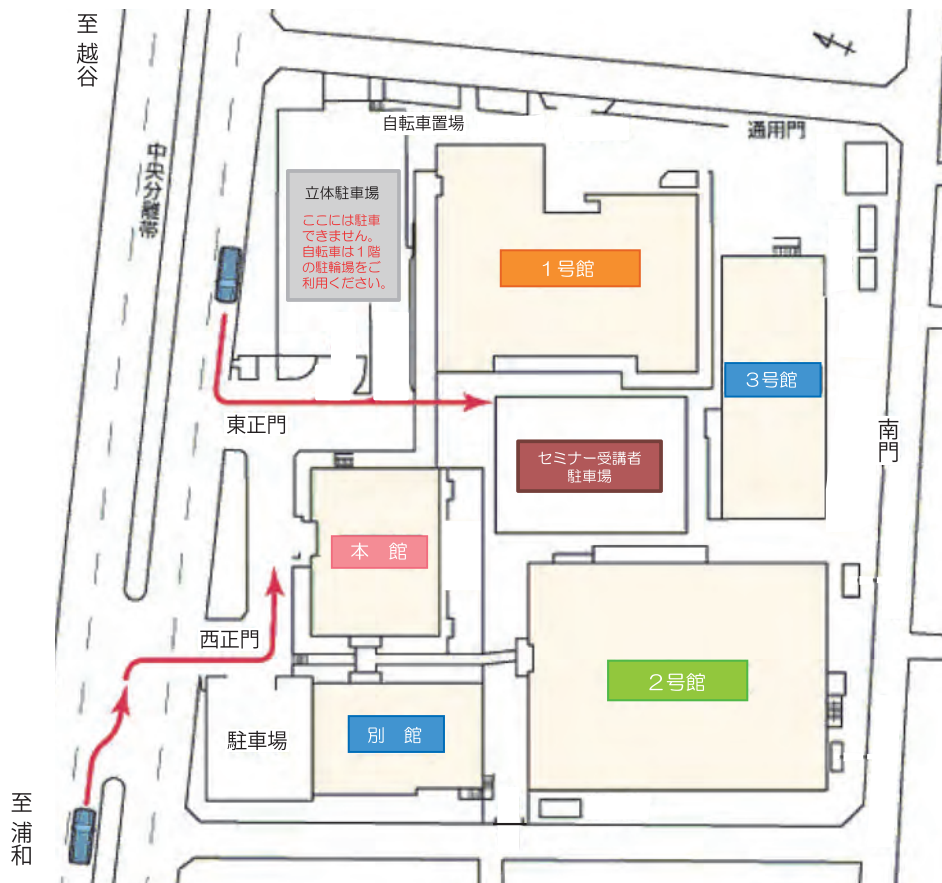 至 越谷
中央分離帯
自転車置場
通用門
立体駐車場
ここには駐車
できません。
自転車は１階
の駐輪場をご
利用ください。
１号館
３号館
東正門
南門
セミナー受講者
駐車場
本　館
西正門
２号館
駐車場
別　館
至 浦和